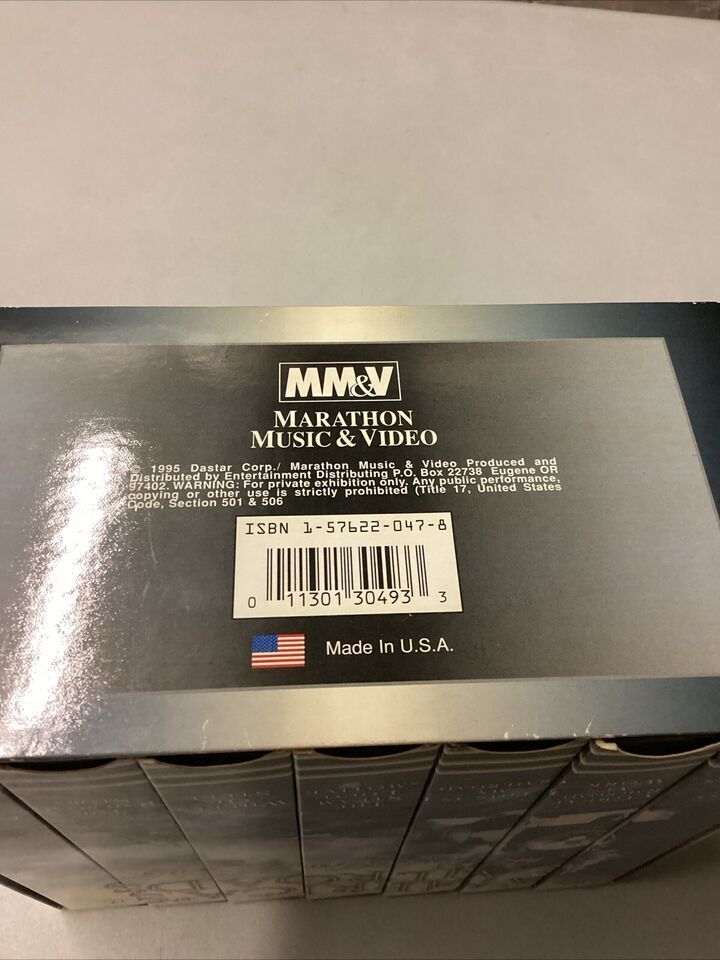 MM&V
MARATHON
MUSIC & VIDEO
© 1995 Dastar Corp./ Marathon Music & Video Produced and
Distributed by Entertainment Distributing P.O. Box 22738 Eugene OR
97402. WARNING: For private exhibition only. Any public performance,
copying or other use is strictly prohibited (Title 17, United States
Code, Section 501 & 506
ISBN 1-57622-047-8
0 11301 30493 3
Made In U.S.A.